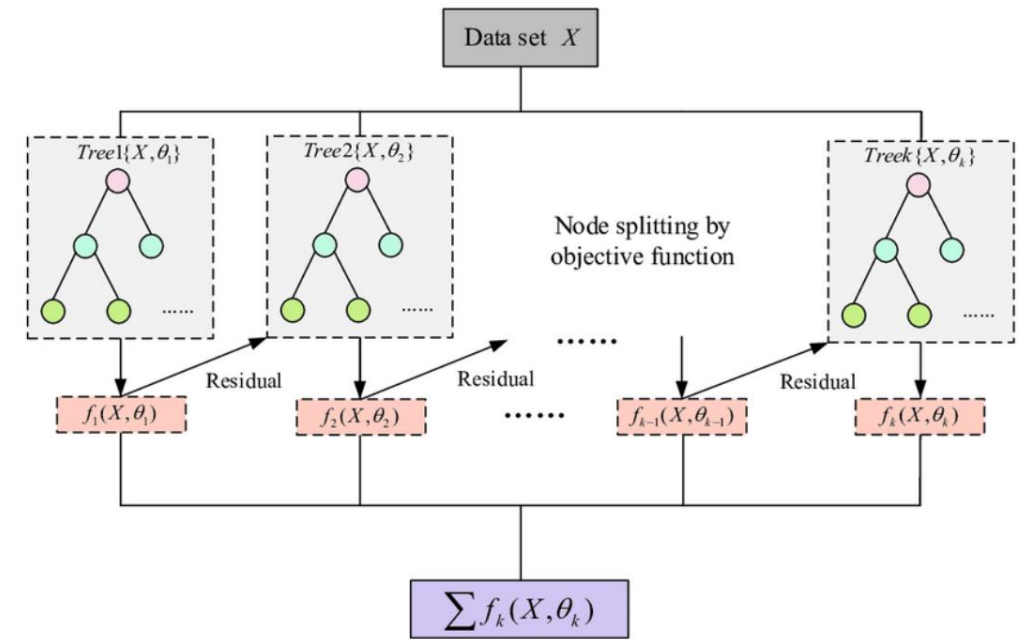 Data set X
Tree1{X,θ₁}
Tree2{X,θ₂}
Treek{X,θₖ}
Node splitting by
objective function
......
......
......
......
Residual
Residual
Residual
f₁(X,θ₁)
f₂(X,θ₂)
......
fₖ₋₁(X,θₖ₋₁)
fₖ(X,θₖ)
∑fₖ(X,θₖ)